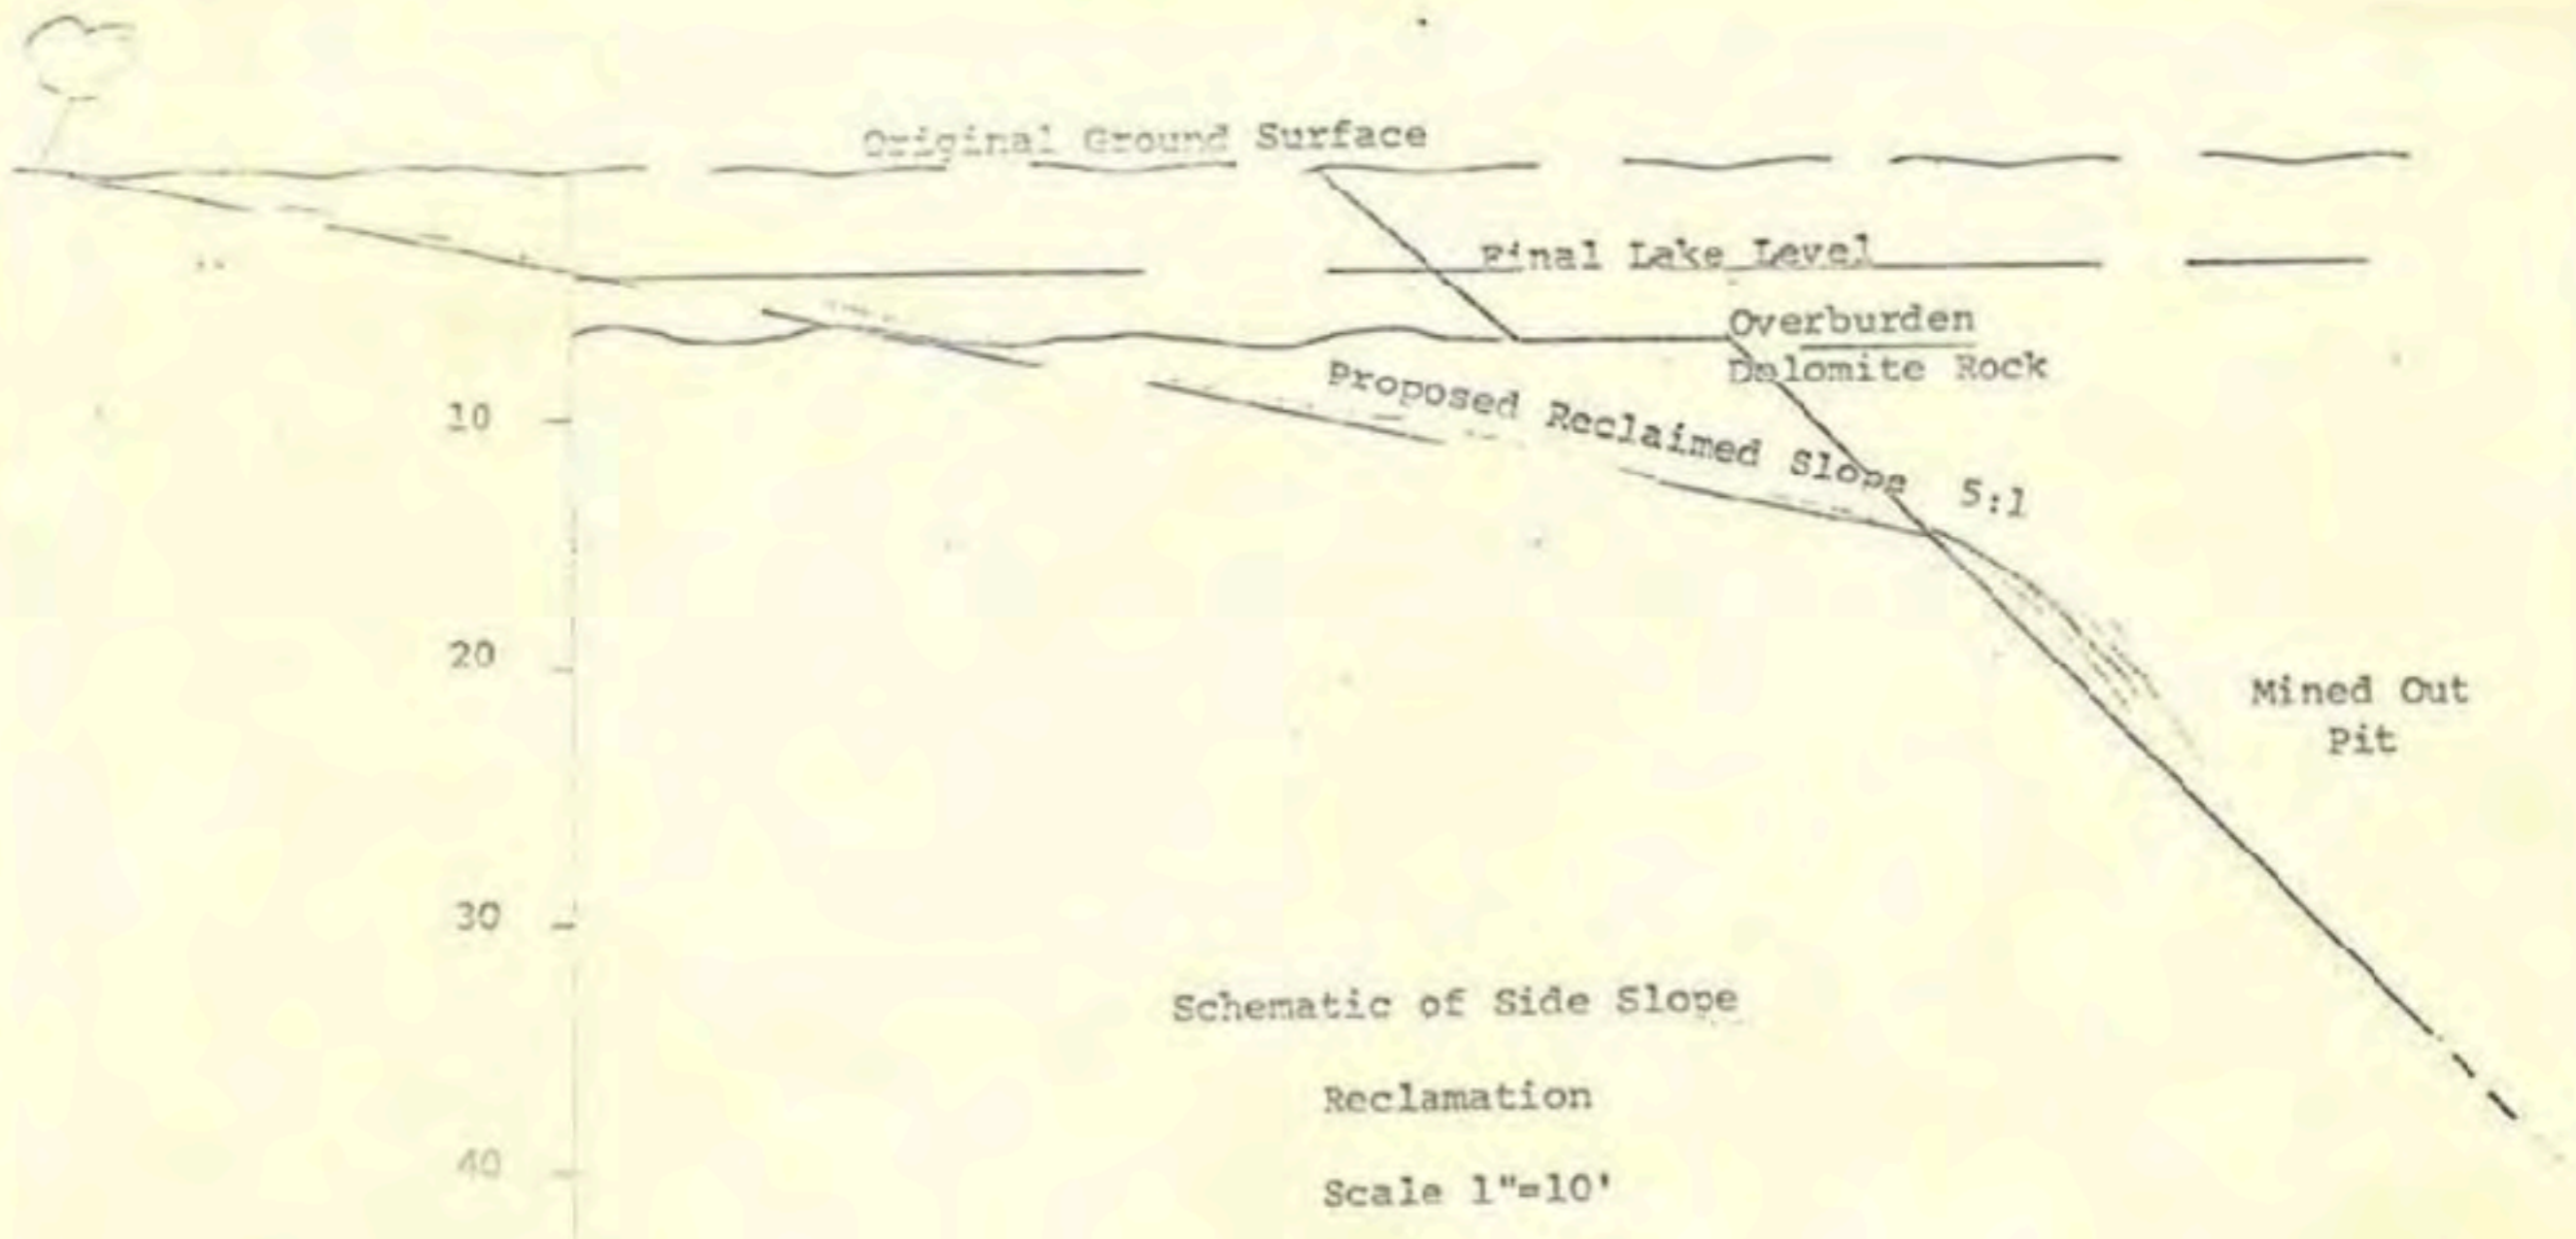 Original Ground Surface
Final Lake Level
Overburden
Dolomite Rock
Proposed Reclaimed Slope 5:1
10
20
Mined Out
Pit
30
Schematic of Side Slope
Reclamation
40
Scale 1"=10'